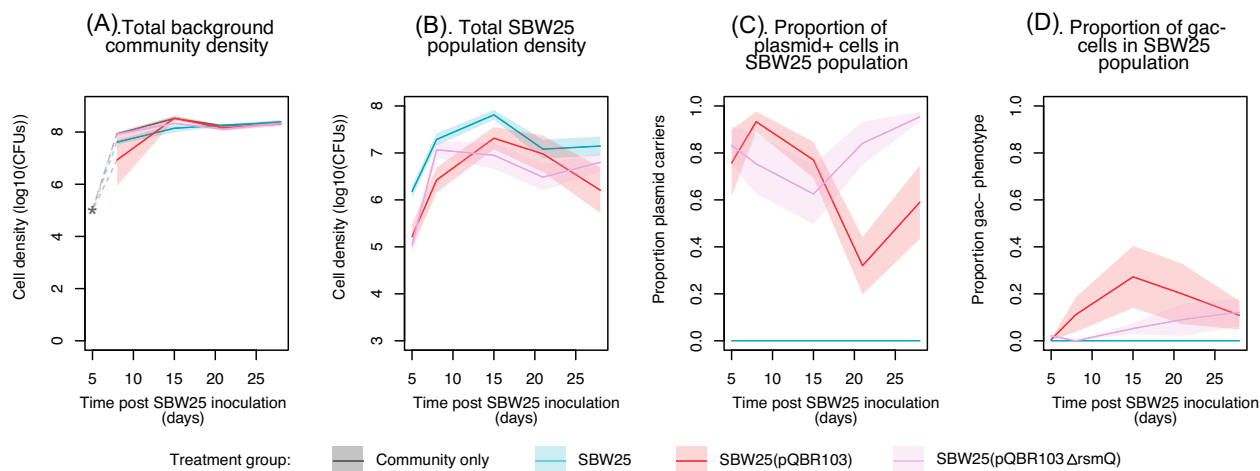 (A).Total background
community density
Cell density (log10(CFUs))
8
6
4
2
0
*
5 10 15 20 25
Time post SBW25 inoculation
(days)
(B). Total SBW25
population density
Cell density (log10(CFUs))
8
7
6
5
4
3
5 10 15 20 25
Time post SBW25 inoculation
(days)
(C). Proportion of
plasmid+ cells in
SBW25 population
Proportion plasmid carriers
1.0
0.8
0.6
0.4
0.2
0.0
5 10 15 20 25
Time post SBW25 inoculation
(days)
(D). Proportion of gac-
cells in SBW25
population
Proportion gac− phenotype
1.0
0.8
0.6
0.4
0.2
0.0
5 10 15 20 25
Time post SBW25 inoculation
(days)
Treatment group: Community only SBW25 SBW25(pQBR103) SBW25(pQBR103 ΔrsmQ)